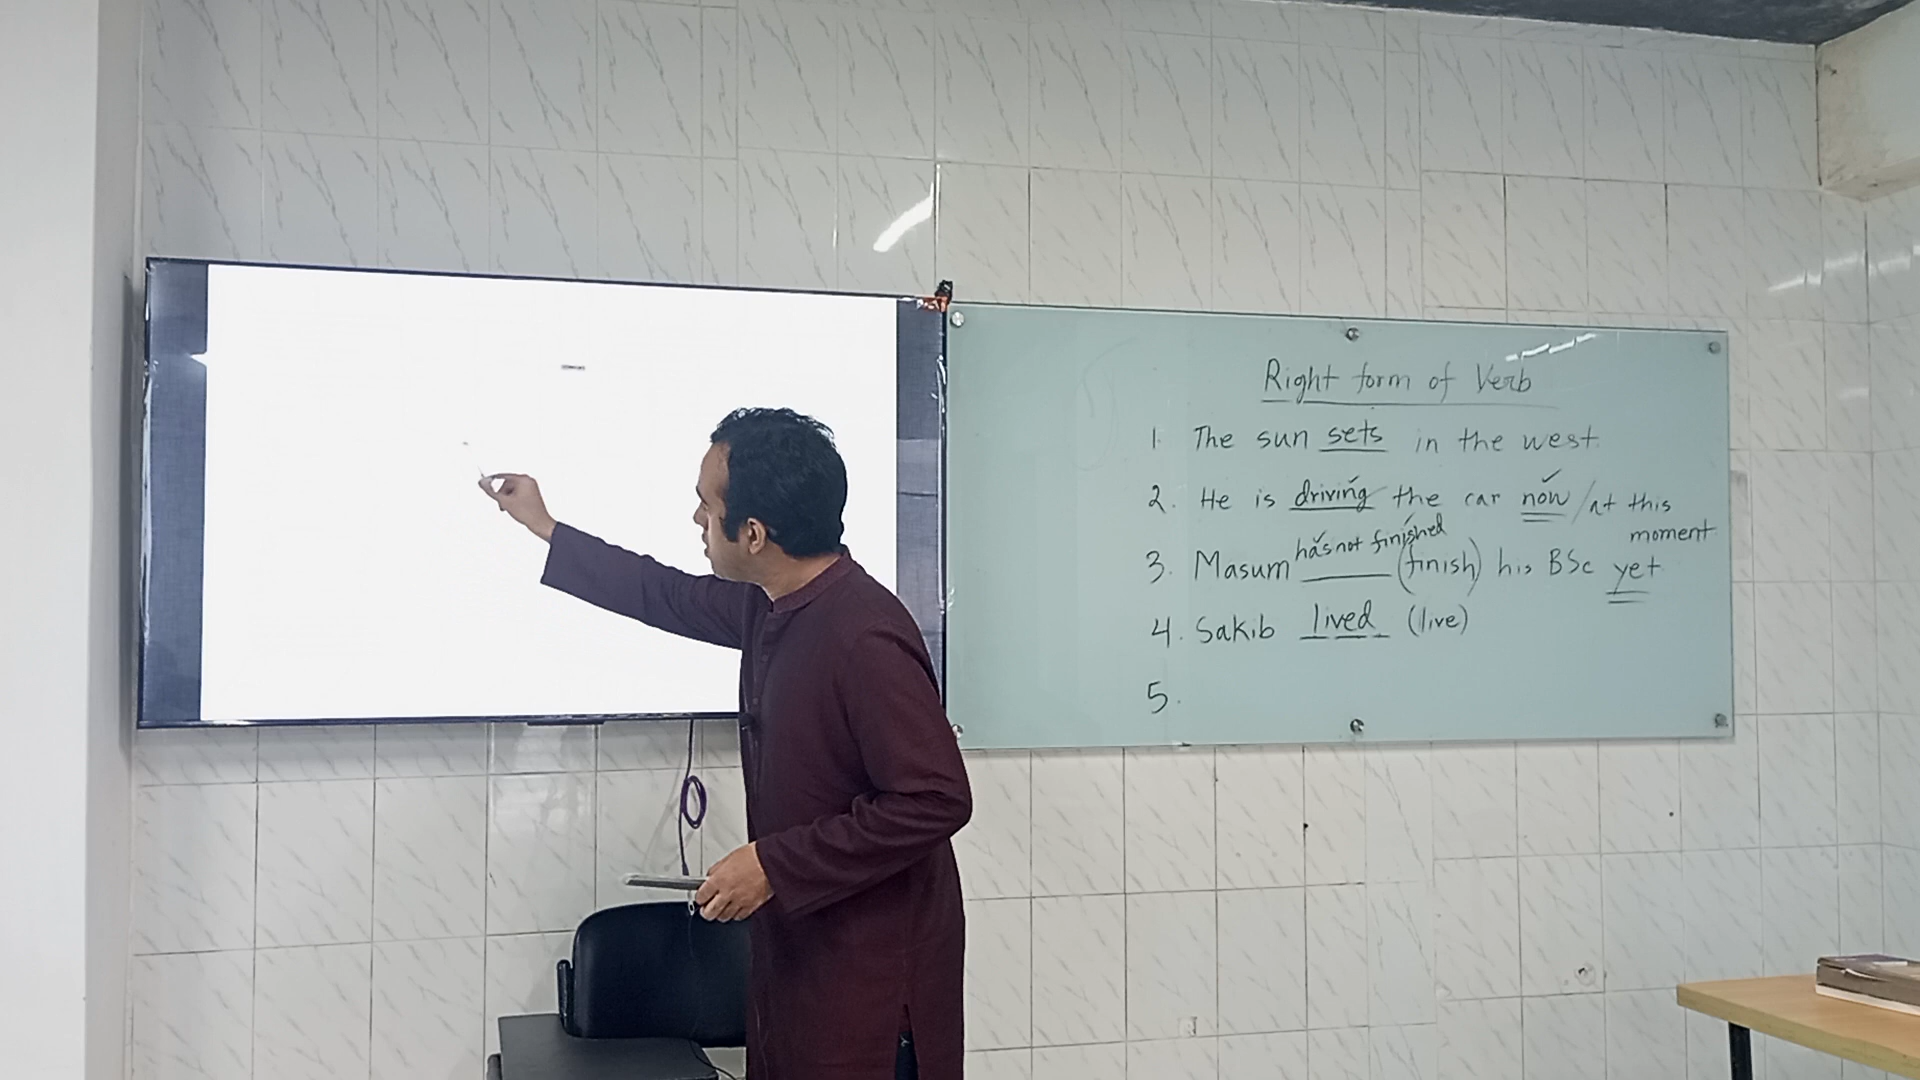 Right form of Verb
1. The sun sets in the west.
2. He is driving the car now / at this moment
3. Masum has not finished (finish) his BSc yet
4. Sakib lived (live)
5.